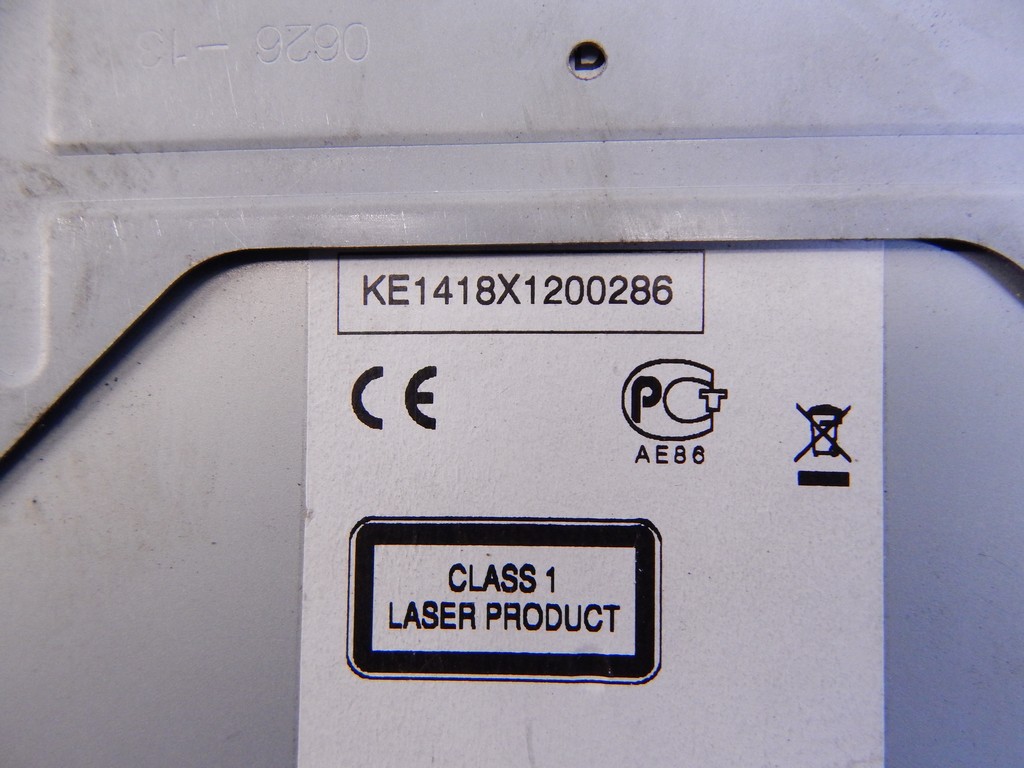 0626 -13
KE1418X1200286
CE
PCT
AE86
CLASS 1
LASER PRODUCT